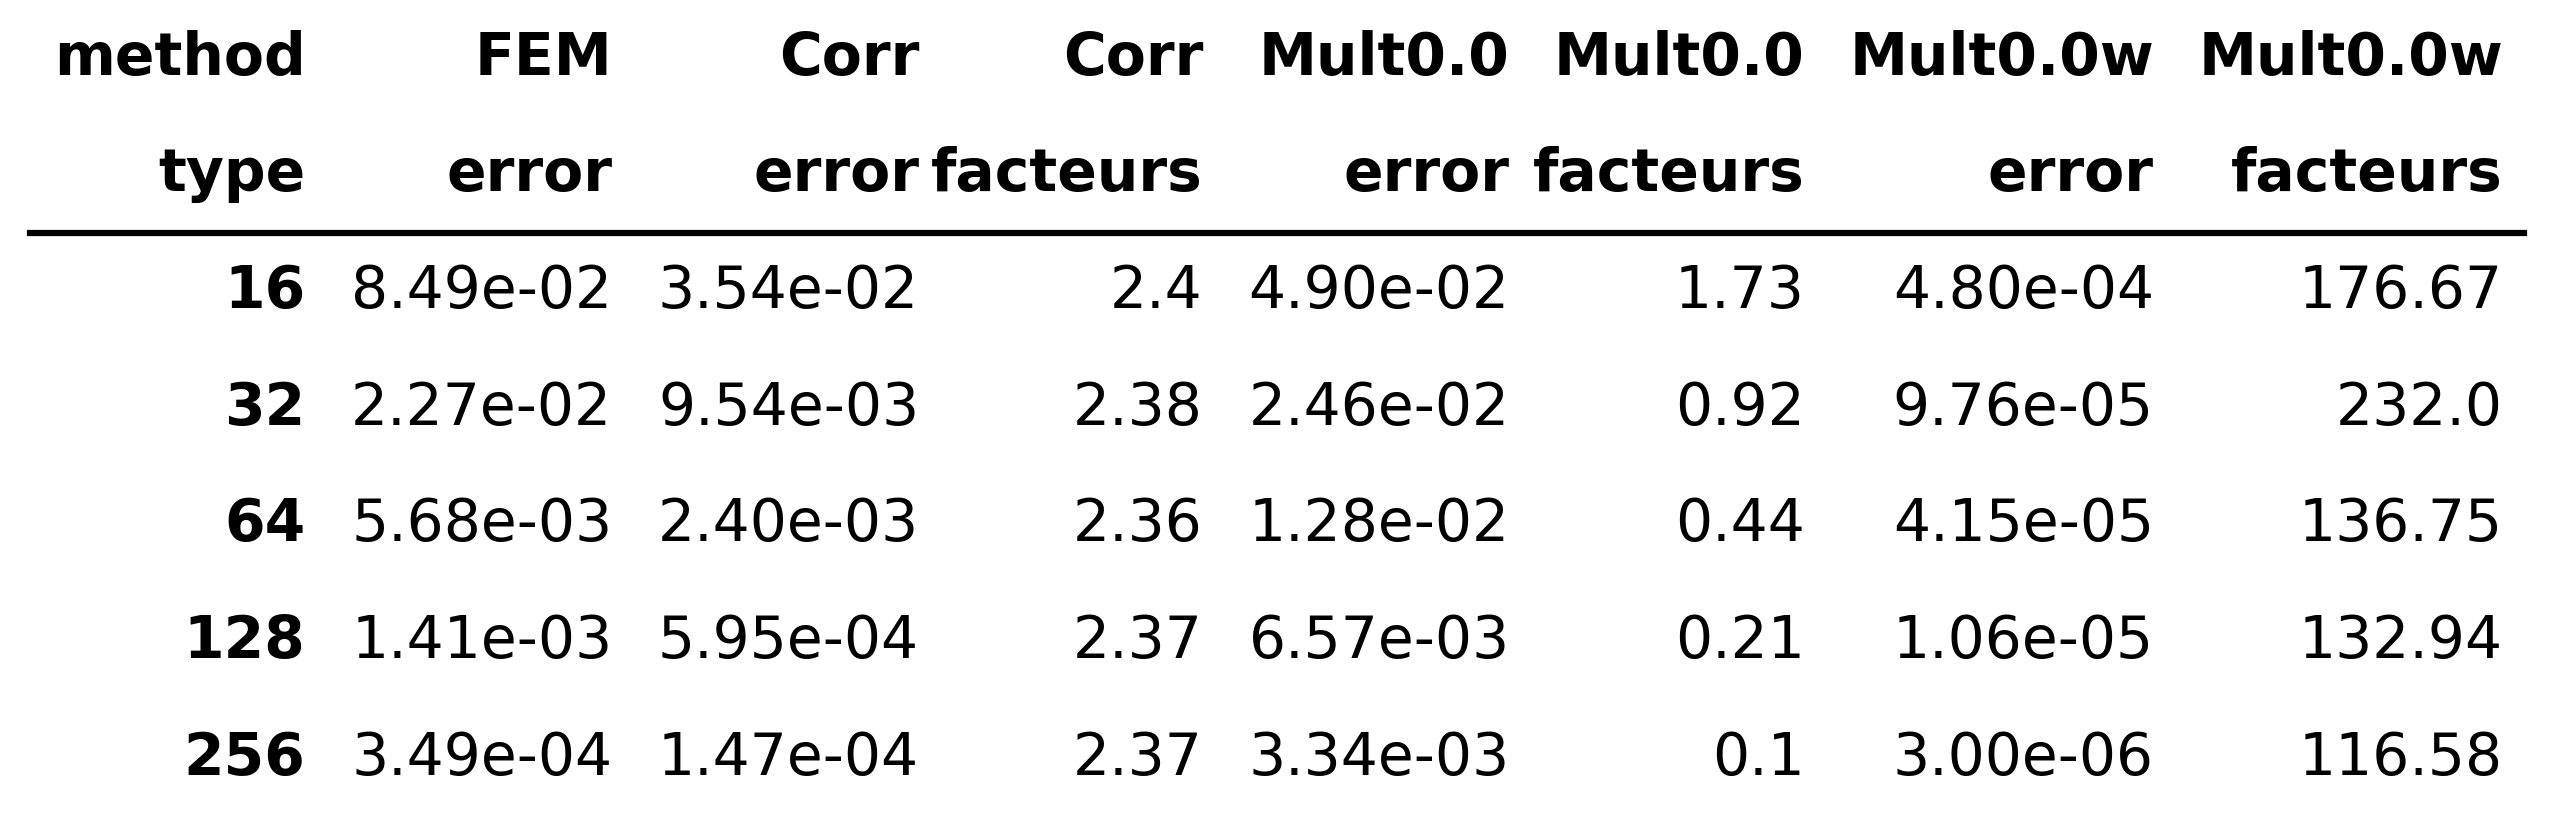 method FEM Corr Corr Mult0.0 Mult0.0 Mult0.0w Mult0.0w
type error error facteurs error facteurs error facteurs
16 8.49e-02 3.54e-02 2.4 4.90e-02 1.73 4.80e-04 176.67
32 2.27e-02 9.54e-03 2.38 2.46e-02 0.92 9.76e-05 232.0
64 5.68e-03 2.40e-03 2.36 1.28e-02 0.44 4.15e-05 136.75
128 1.41e-03 5.95e-04 2.37 6.57e-03 0.21 1.06e-05 132.94
256 3.49e-04 1.47e-04 2.37 3.34e-03 0.1 3.00e-06 116.58